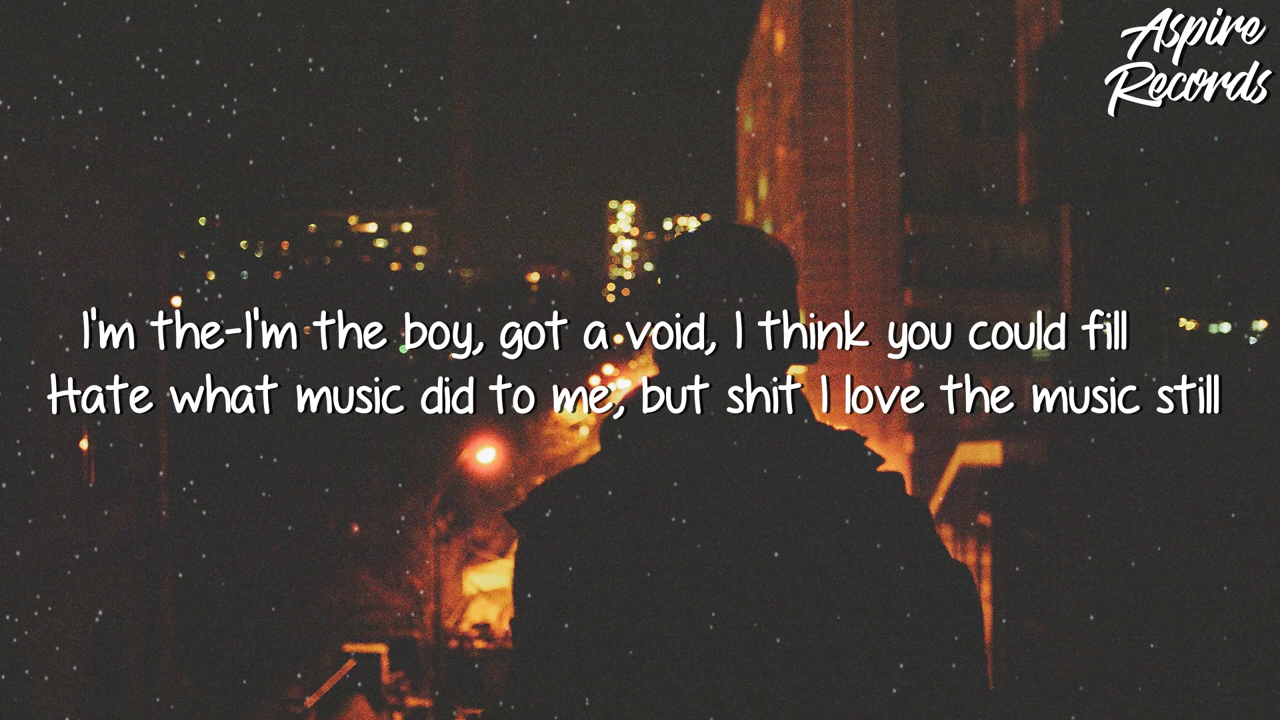 Aspire
Records
I'm the-I'm the boy, got a void, I think you could fill
Hate what music did to me, but shit I love the music still